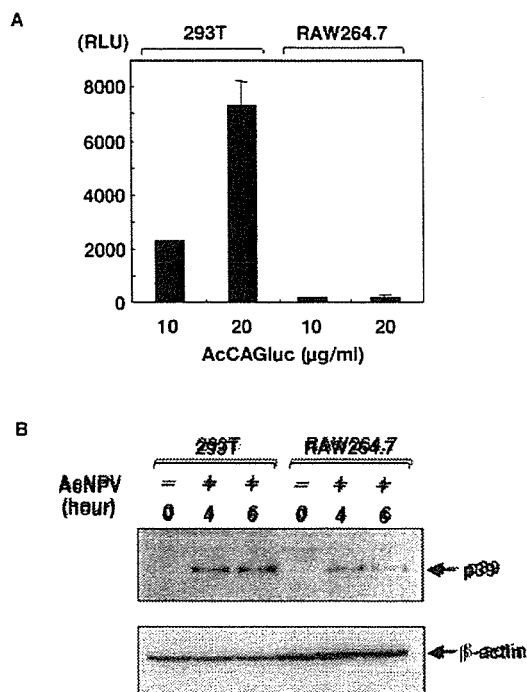 A
(RLU) 293T RAW264.7
8000
6000
4000
2000
0
10 20 10 20
AcCAGluc (µg/ml)
B
293T RAW264.7
AcNPV - + + - + +
(hour) 0 4 6 0 4 6
p39
β-actin